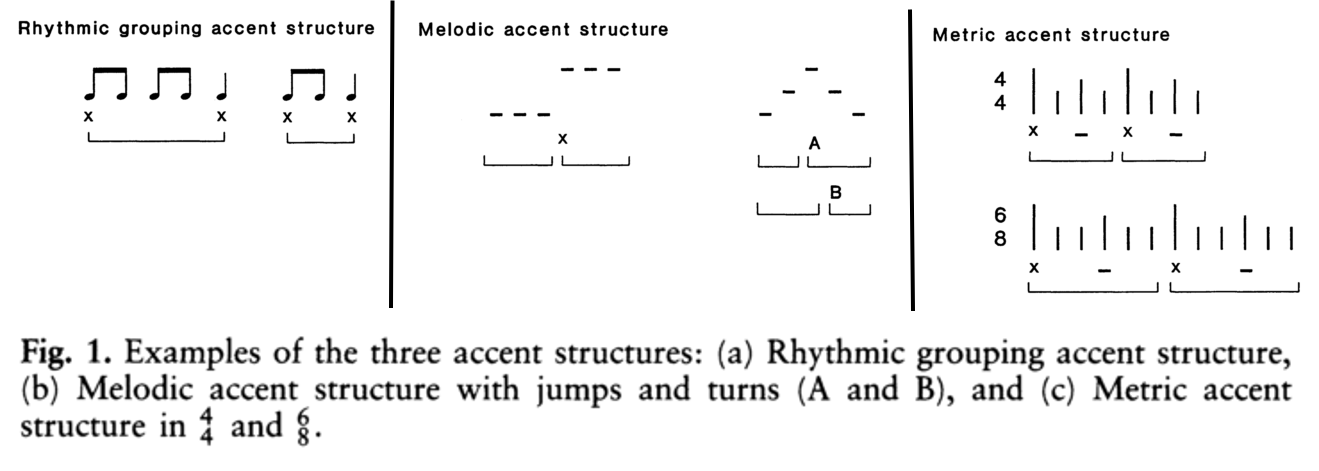 Rhythmic grouping accent structure
x x x x
Melodic accent structure
x
A
B
Metric accent structure
4
4
x – x –
6
8
x – x –
Fig. 1. Examples of the three accent structures: (a) Rhythmic grouping accent structure,
(b) Melodic accent structure with jumps and turns (A and B), and (c) Metric accent
structure in 4/4 and 6/8.